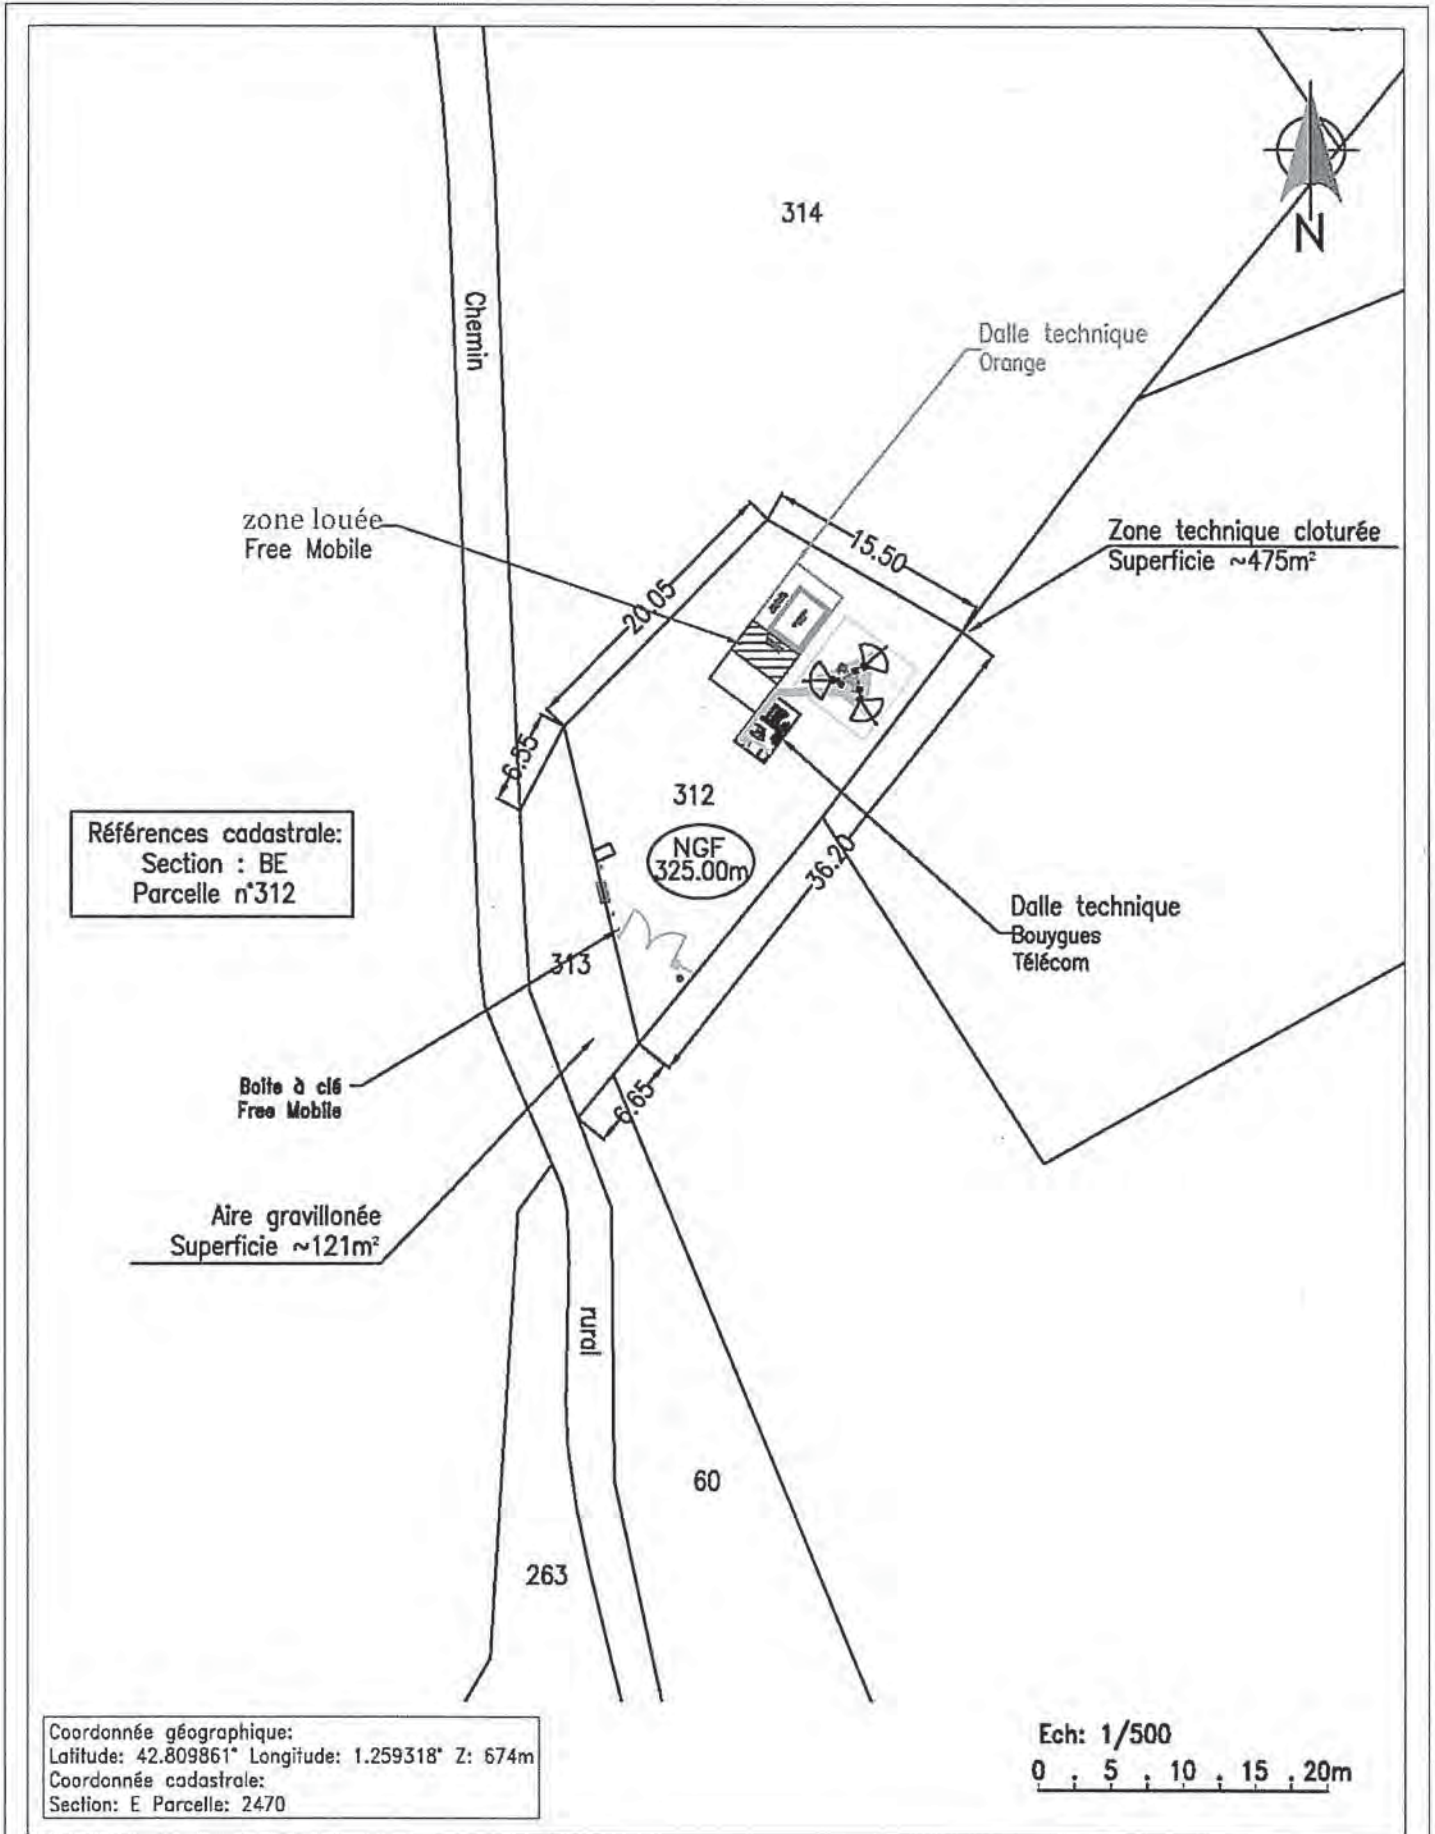 N
314
Chemin
Dalle technique
Orange
zone louée
Free Mobile
Zone technique cloturée
Superficie ~475m²
15.50
20.05
6.55
312
NGF
325.00m
36.20
Références cadastrale:
Section : BE
Parcelle n°312
Dalle technique
Bouygues
Télécom
313
Boite à clé
Free Mobile
6.65
Aire gravillonée
Superficie ~121m²
rural
60
263
Coordonnée géographique:
Latitude: 42.809861° Longitude: 1.259318° Z: 674m
Coordonnée cadastrale:
Section: E Parcelle: 2470
Ech: 1/500
0 . 5 . 10 . 15 . 20m